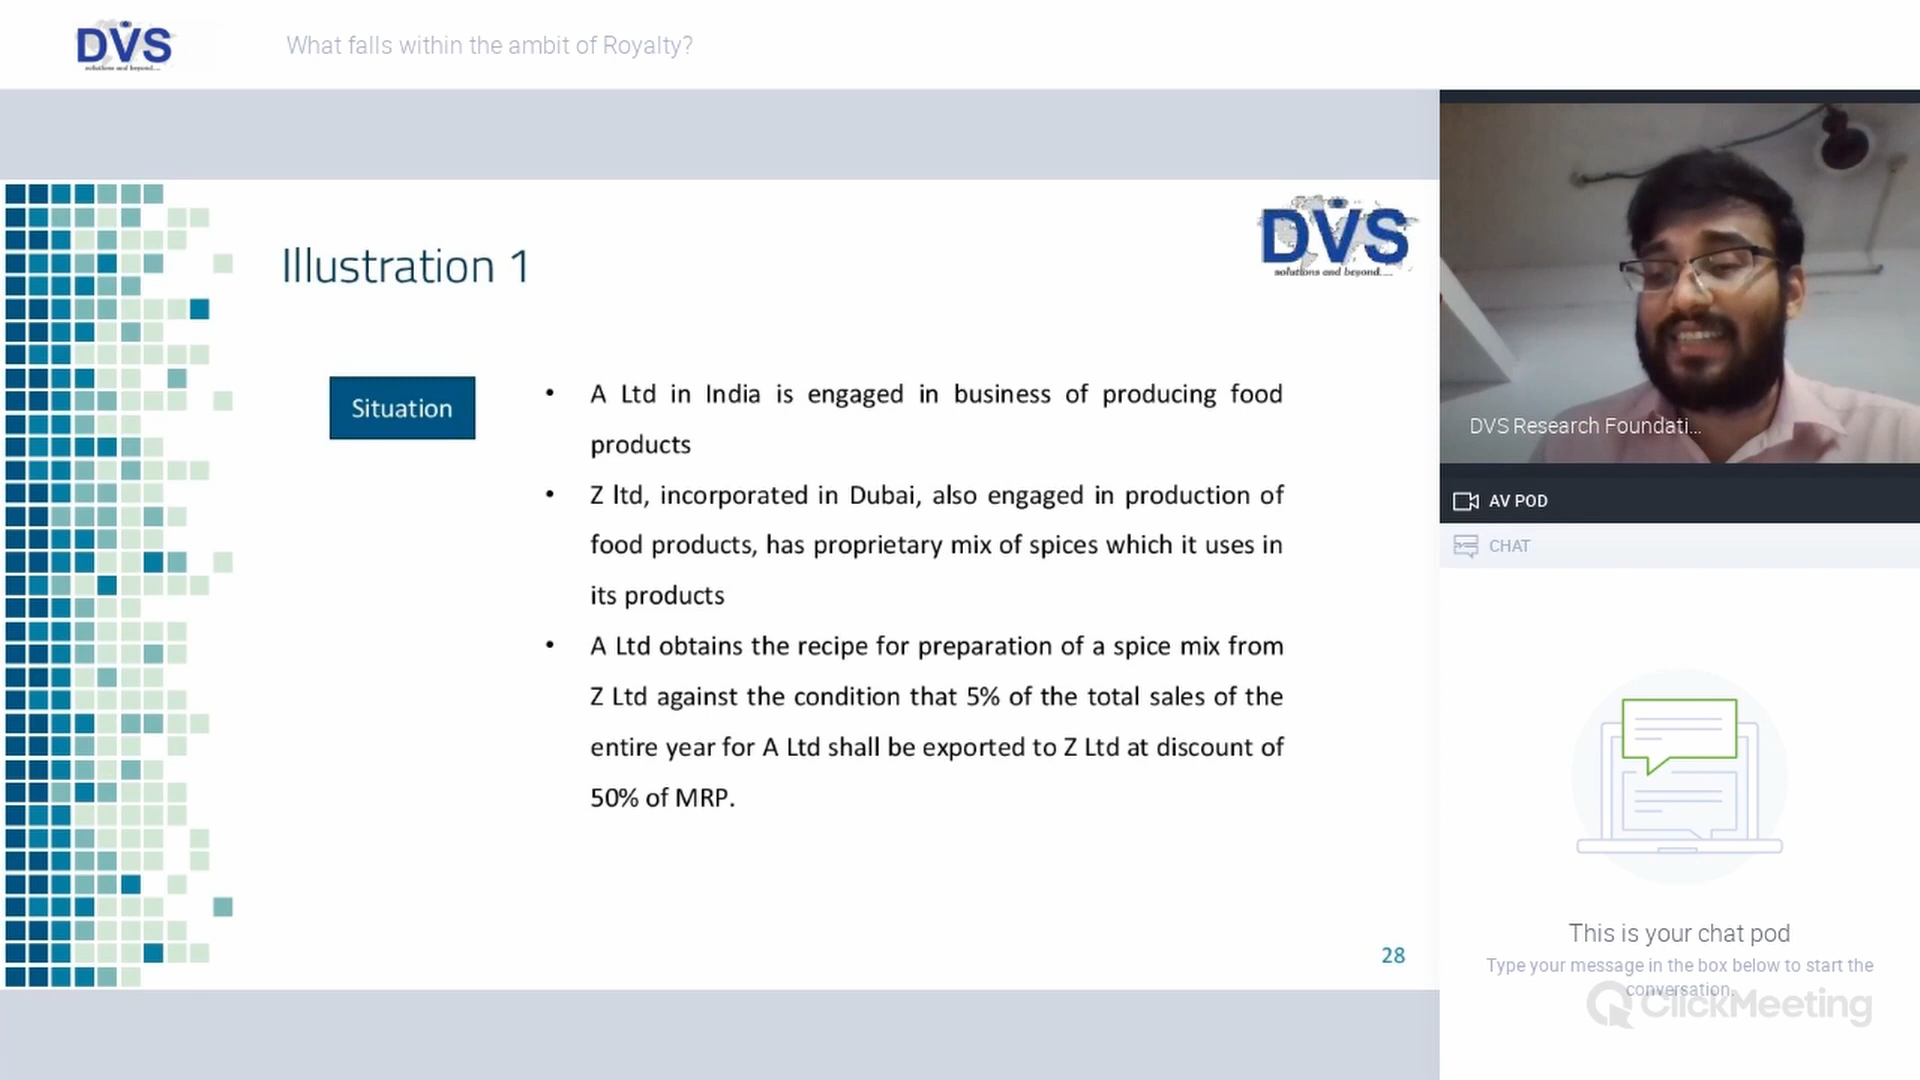 DVS
solutions and beyond....
What falls within the ambit of Royalty?
DVS
solutions and beyond....
Illustration 1
Situation
• A Ltd in India is engaged in business of producing food
products
• Z ltd, incorporated in Dubai, also engaged in production of
food products, has proprietary mix of spices which it uses in
its products
• A Ltd obtains the recipe for preparation of a spice mix from
Z Ltd against the condition that 5% of the total sales of the
entire year for A Ltd shall be exported to Z Ltd at discount of
50% of MRP.
28
DVS Research Foundati...
AV POD
CHAT
This is your chat pod
Type your message in the box below to start the
conversation.
ClickMeeting